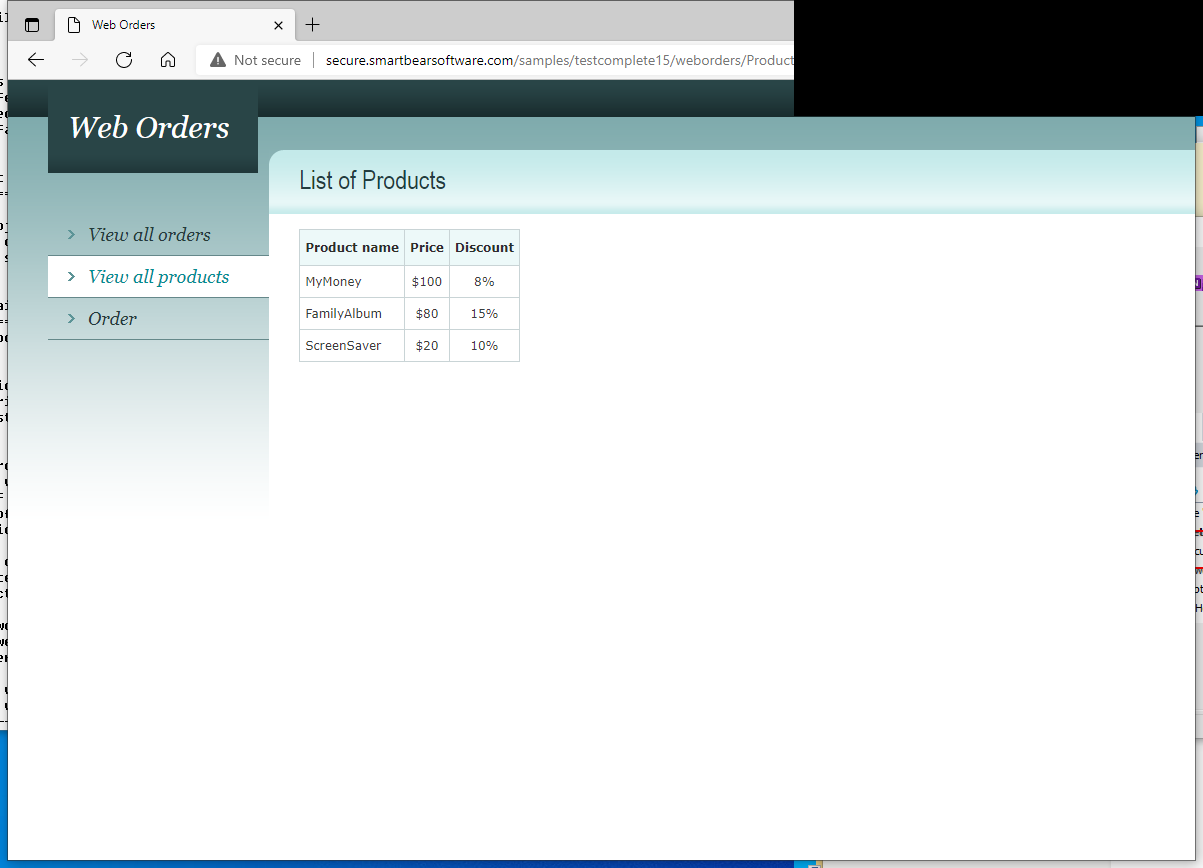 Web Orders
Not secure
secure.smartbearsoftware.com/samples/testcomplete15/weborders/Product
Web Orders
List of Products
View all orders
View all products
Order
Product name Price Discount
MyMoney $100 8%
FamilyAlbum $80 15%
ScreenSaver $20 10%